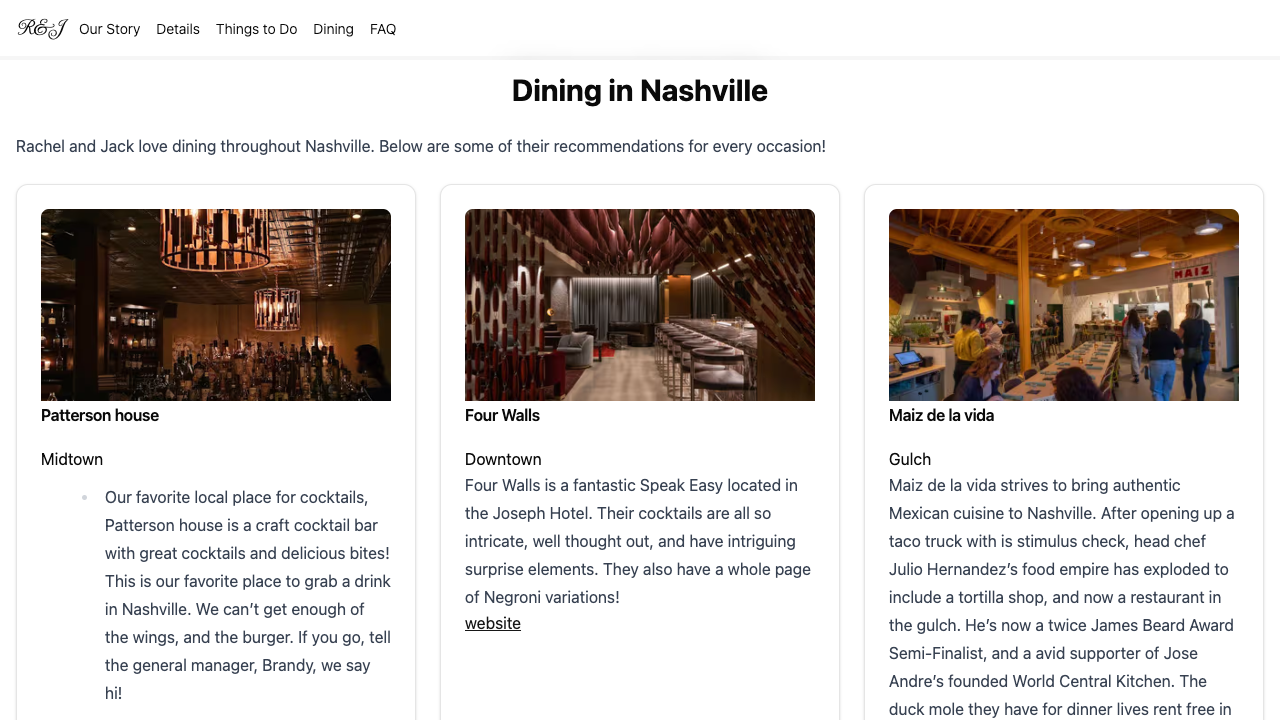 R&J Our Story Details Things to Do Dining FAQ
Dining in Nashville
Rachel and Jack love dining throughout Nashville. Below are some of their recommendations for every occasion!
Patterson house
Midtown
Our favorite local place for cocktails,
Patterson house is a craft cocktail bar
with great cocktails and delicious bites!
This is our favorite place to grab a drink
in Nashville. We can’t get enough of
the wings, and the burger. If you go, tell
the general manager, Brandy, we say
hi!
Four Walls
Downtown
Four Walls is a fantastic Speak Easy located in
the Joseph Hotel. Their cocktails are all so
intricate, well thought out, and have intriguing
surprise elements. They also have a whole page
of Negroni variations!
website
MAIZ
Maiz de la vida
Gulch
Maiz de la vida strives to bring authentic
Mexican cuisine to Nashville. After opening up a
taco truck with is stimulus check, head chef
Julio Hernandez’s food empire has exploded to
include a tortilla shop, and now a restaurant in
the gulch. He’s now a twice James Beard Award
Semi-Finalist, and a avid supporter of Jose
Andre’s founded World Central Kitchen. The
duck mole they have for dinner lives rent free in